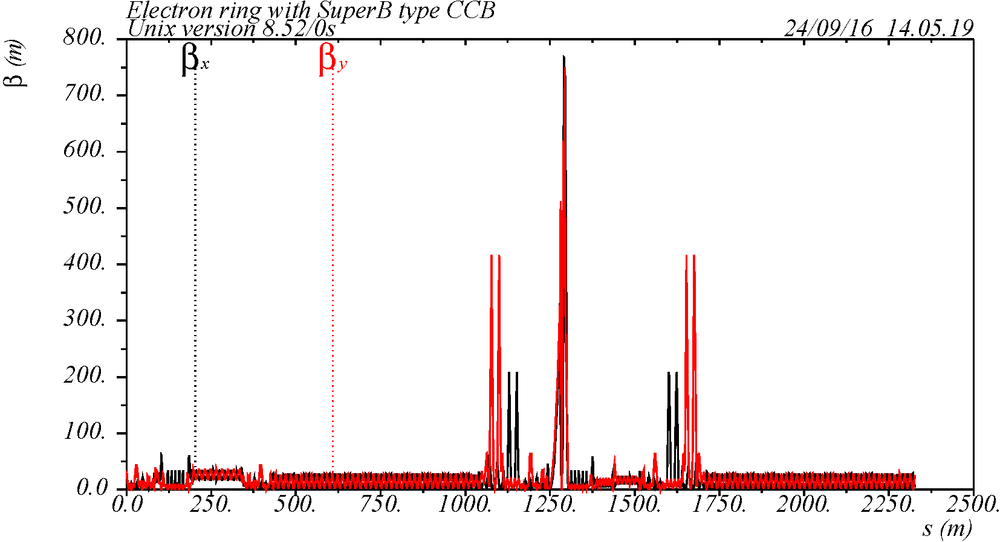 Electron ring with SuperB type CCB
Unix version 8.52/0s 24/09/16 14.05.19
β (m)
βx βy
800.
700.
600.
500.
400.
300.
200.
100.
0.0
0.0 250. 500. 750. 1000. 1250. 1500. 1750. 2000. 2250. 2500.
s (m)